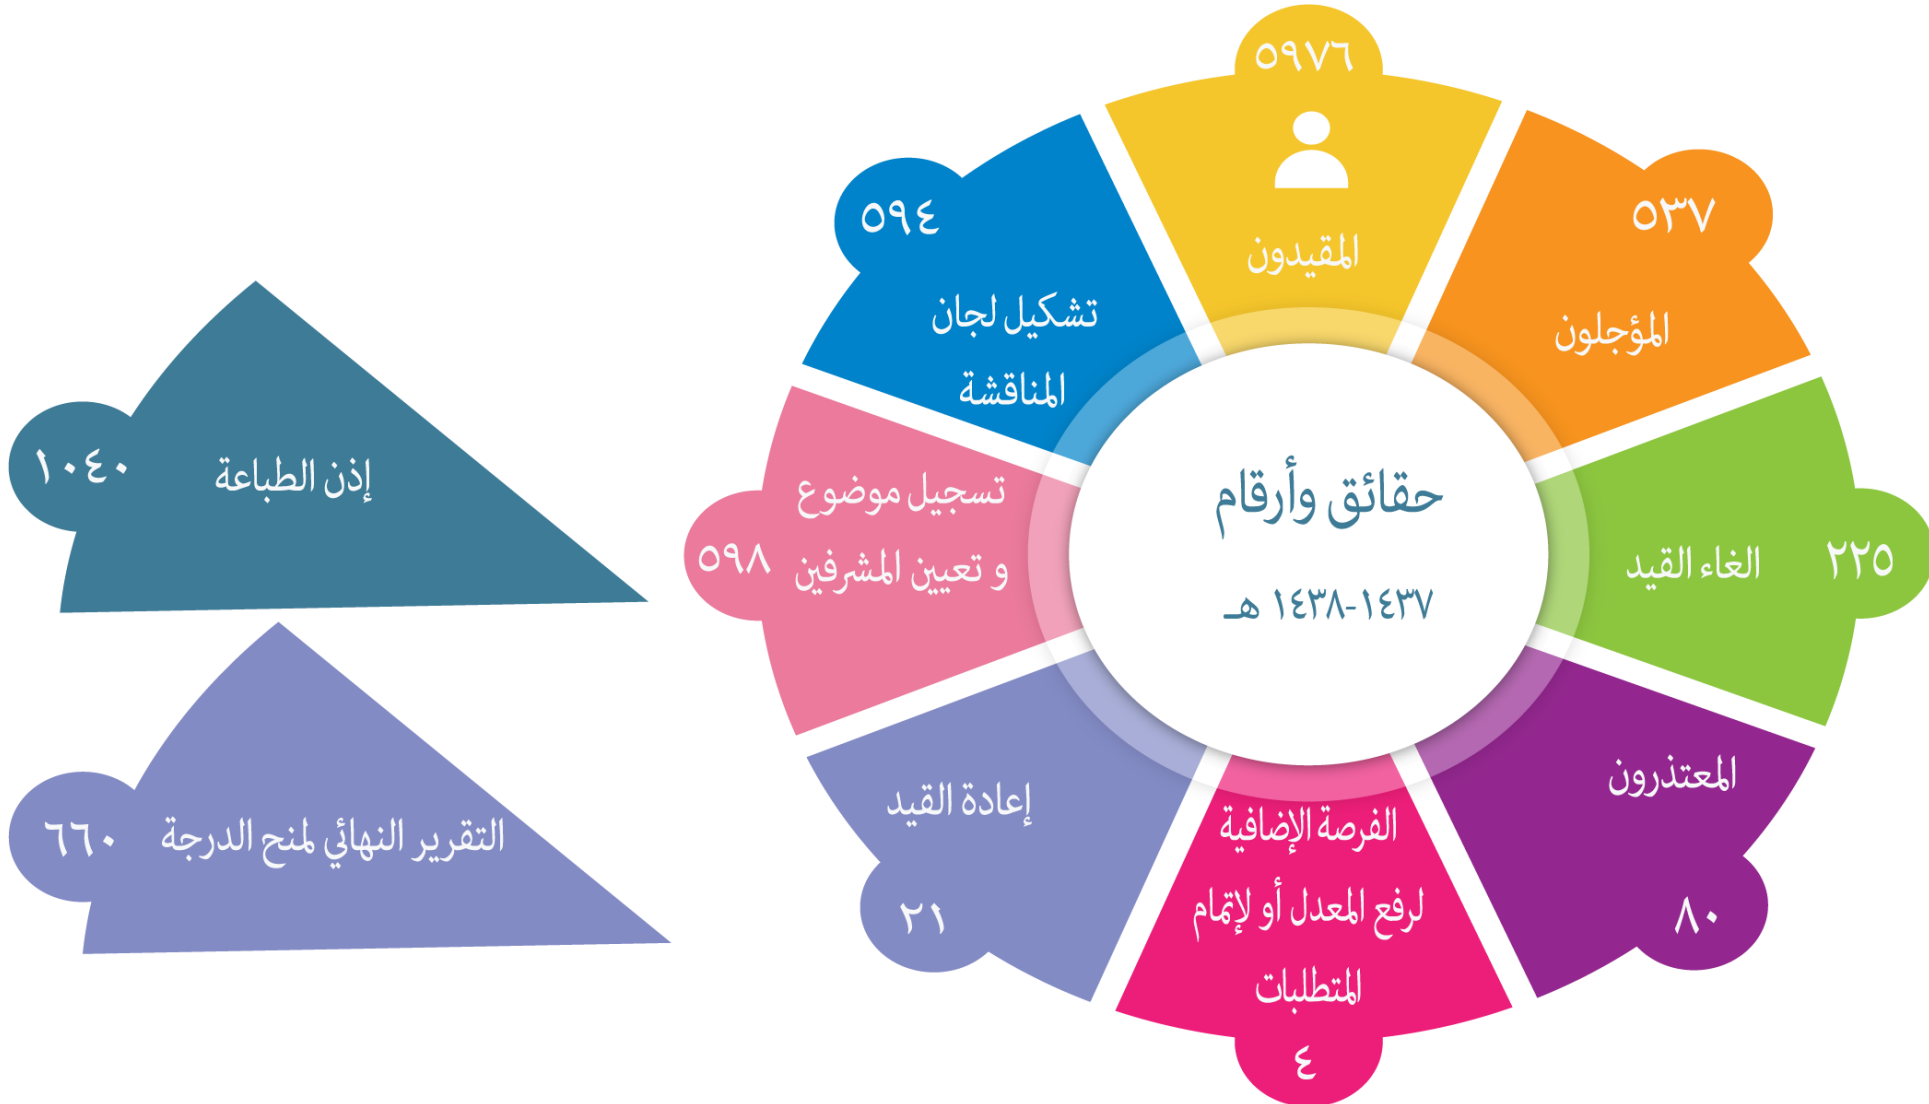 حقائق وأرقام
١٤٣٧-١٤٣٨ هـ
٥٩٧٦
المقيدون
٥٣٧
المؤجلون
٢٢٥
الغاء القيد
المعتذرون
٨٠
الفرصة الإضافية
لرفع المعدل أو لإتمام
المتطلبات
٤
إعادة القيد
٢١
تسجيل موضوع
و تعيين المشرفين
٥٩٨
٥٩٤
تشكيل لجان
المناقشة
إذن الطباعة
١٠٤٠
التقرير النهائي لمنح الدرجة
٦٦٠